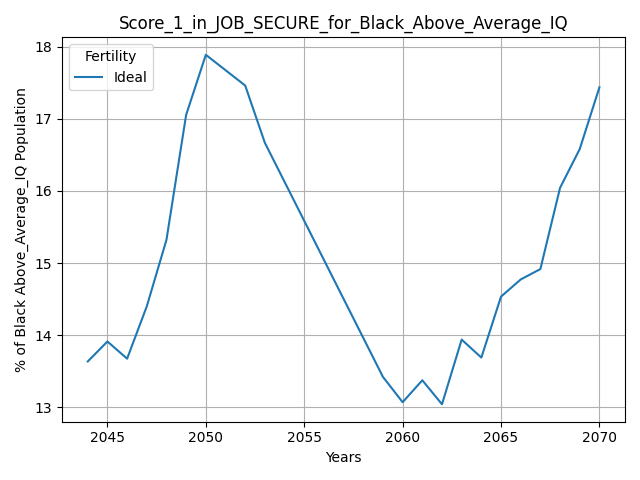 Score_1_in_JOB_SECURE_for_Black_Above_Average_IQ
Fertility
Ideal
% of Black Above_Average_IQ Population
18
17
16
15
14
13
2045 2050 2055 2060 2065 2070
Years